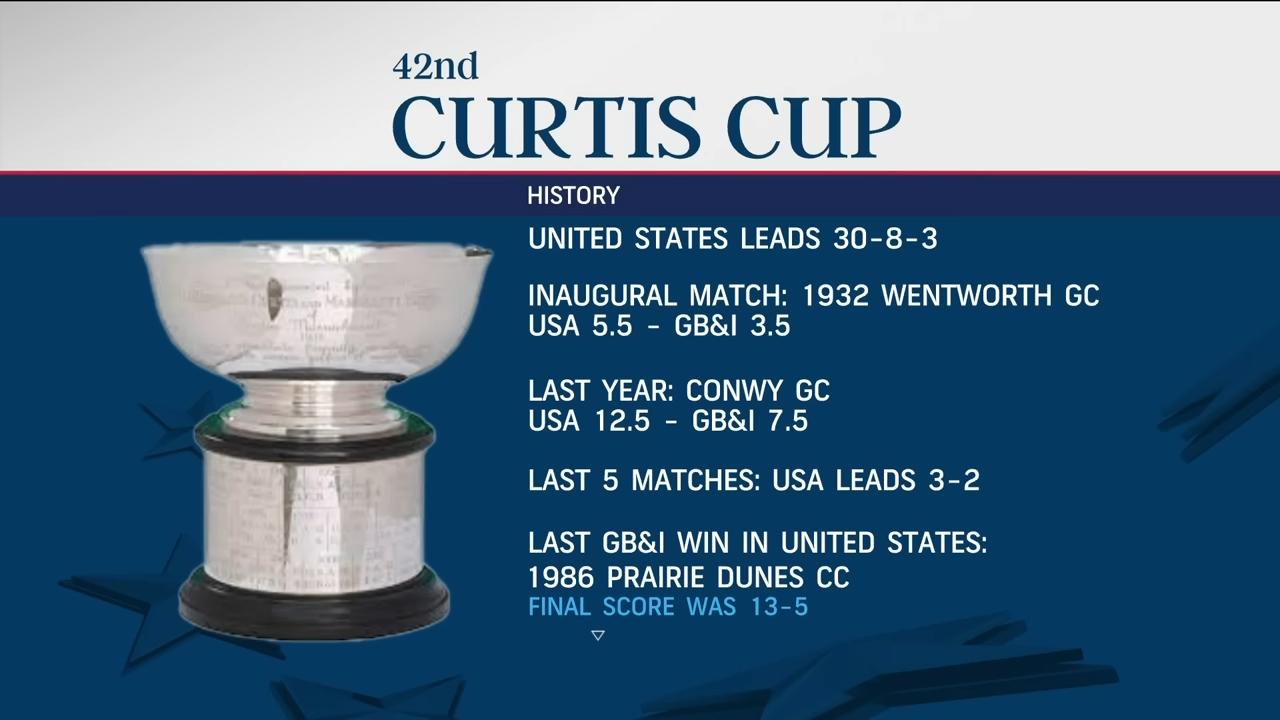 42nd
CURTIS CUP
HISTORY
UNITED STATES LEADS 30-8-3
INAUGURAL MATCH: 1932 WENTWORTH GC
USA 5.5 - GB&I 3.5
LAST YEAR: CONWY GC
USA 12.5 - GB&I 7.5
LAST 5 MATCHES: USA LEADS 3-2
LAST GB&I WIN IN UNITED STATES:
1986 PRAIRIE DUNES CC
FINAL SCORE WAS 13-5